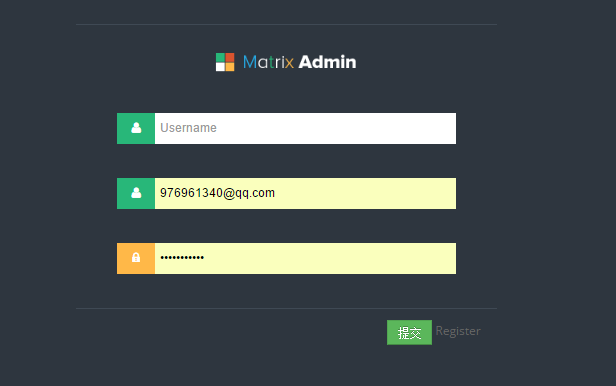 Matrix Admin
Username
976961340@qq.com
•••••••••••
提交 Register